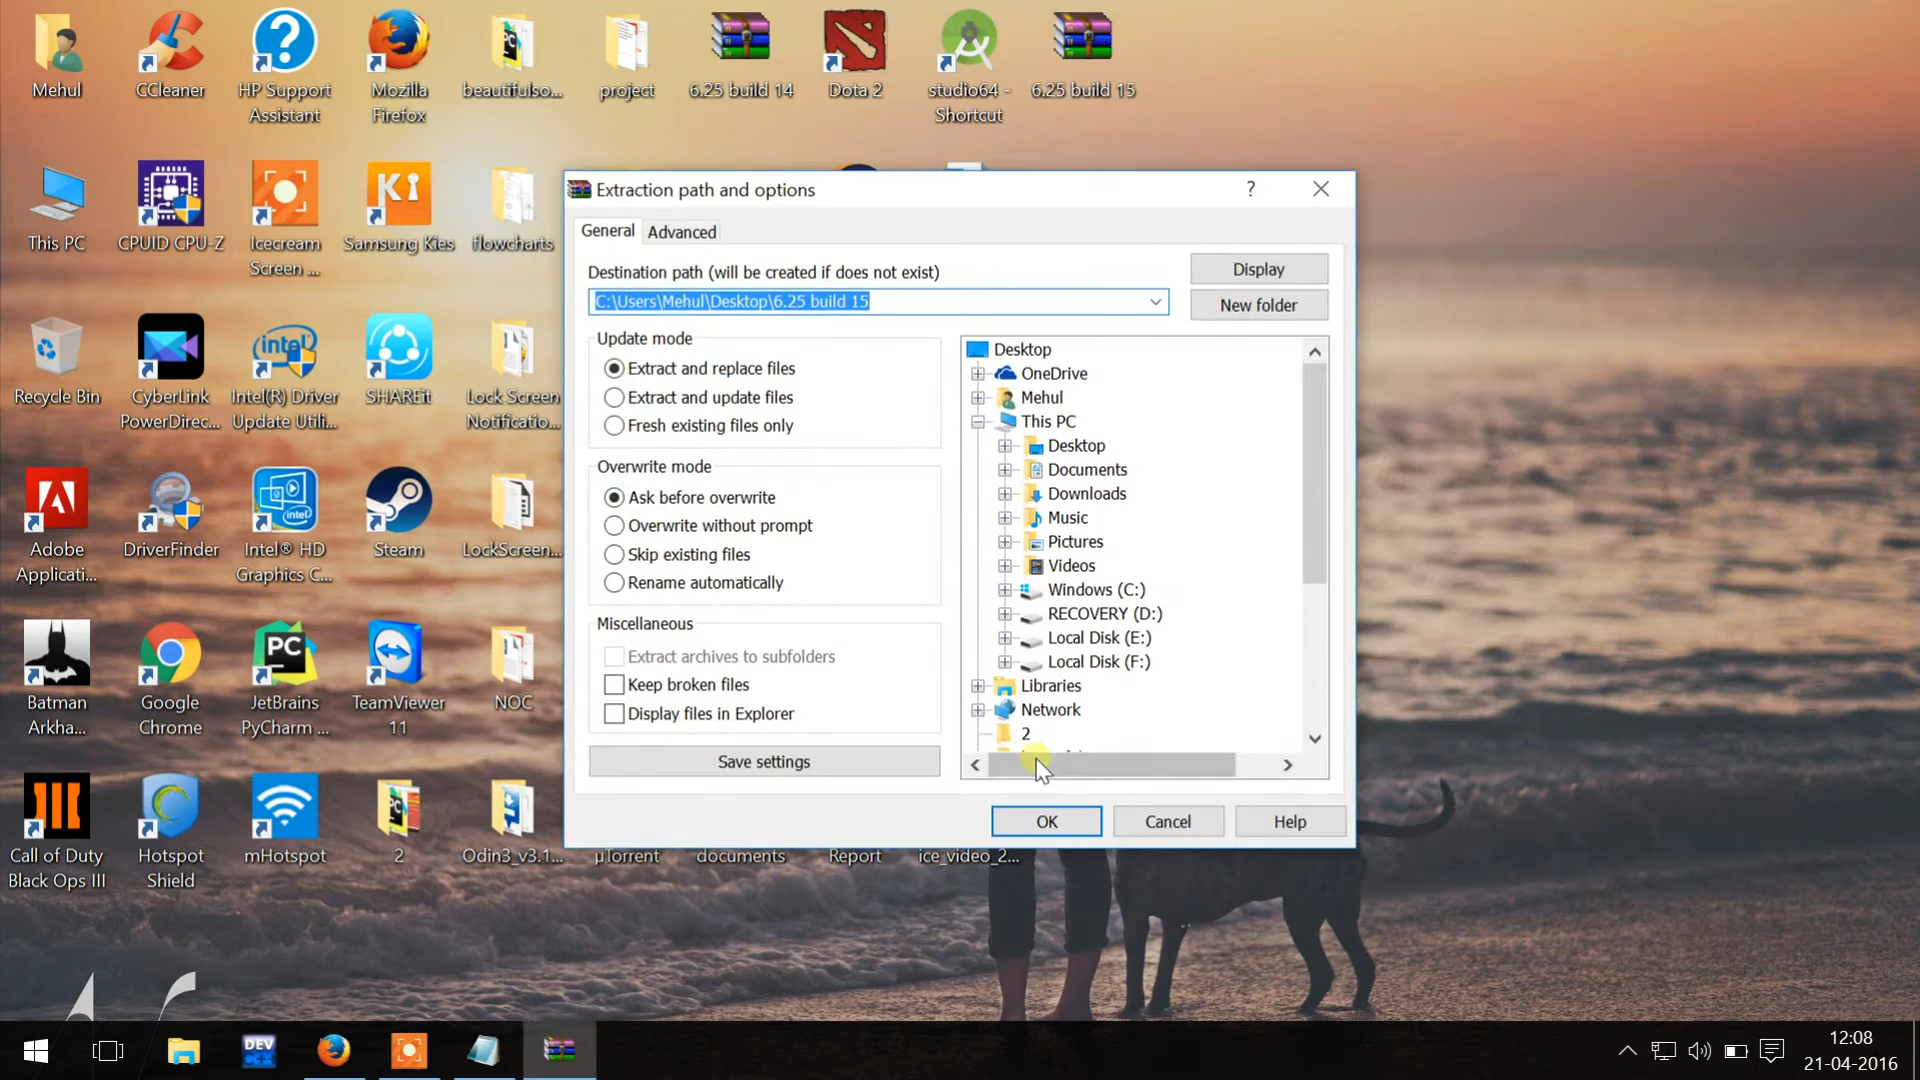 Mehul
CCleaner
HP Support
Assistant
Mozilla
Firefox
beautifulso...
project
6.25 build 14
Dota 2
studio64 -
Shortcut
6.25 build 15
This PC
CPUID CPU-Z
Icecream
Screen ...
Samsung Kies
flowcharts
Recycle Bin
CyberLink
PowerDirec...
Intel(R) Driver
Update Utili...
SHAREit
Lock Screen
Notificatio...
Adobe
Applicati...
DriverFinder
Intel® HD
Graphics C...
Steam
LockScreen...
Batman
Arkha...
Google
Chrome
JetBrains
PyCharm ...
TeamViewer
11
NOC
Call of Duty
Black Ops III
Hotspot
Shield
mHotspot
2
Odin3_v3.1...
µTorrent
documents
Report
ice_video_2...
Extraction path and options
?
General
Advanced
Destination path (will be created if does not exist)
C:\Users\Mehul\Desktop\6.25 build 15
Display
New folder
Update mode
Extract and replace files
Extract and update files
Fresh existing files only
Overwrite mode
Ask before overwrite
Overwrite without prompt
Skip existing files
Rename automatically
Miscellaneous
Extract archives to subfolders
Keep broken files
Display files in Explorer
Save settings
Desktop
OneDrive
Mehul
This PC
Desktop
Documents
Downloads
Music
Pictures
Videos
Windows (C:)
RECOVERY (D:)
Local Disk (E:)
Local Disk (F:)
Libraries
Network
2
OK
Cancel
Help
KI
intel
intel
PC
DEV
C++
12:08
21-04-2016